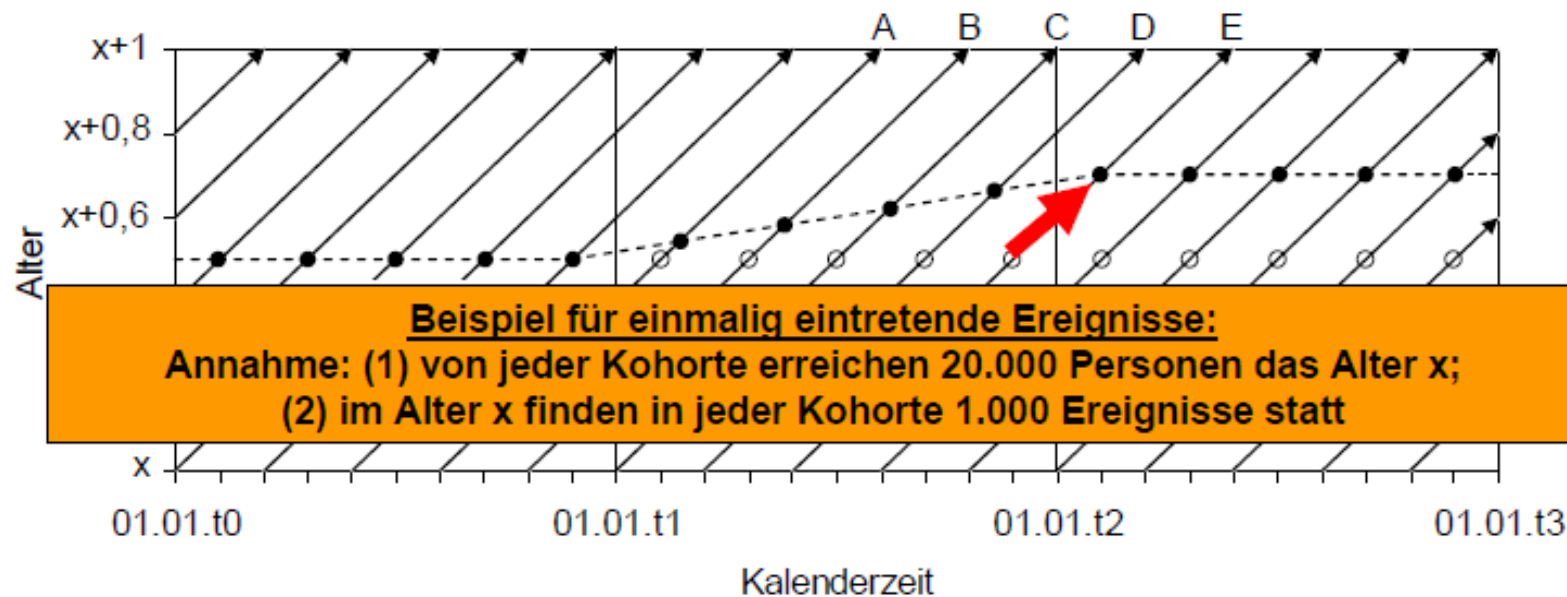 A B C D E
x+1
x+0,8
x+0,6
Alter
Beispiel für einmalig eintretende Ereignisse:
Annahme: (1) von jeder Kohorte erreichen 20.000 Personen das Alter x;
(2) im Alter x finden in jeder Kohorte 1.000 Ereignisse statt
x
01.01.t0 01.01.t1 01.01.t2 01.01.t3
Kalenderzeit